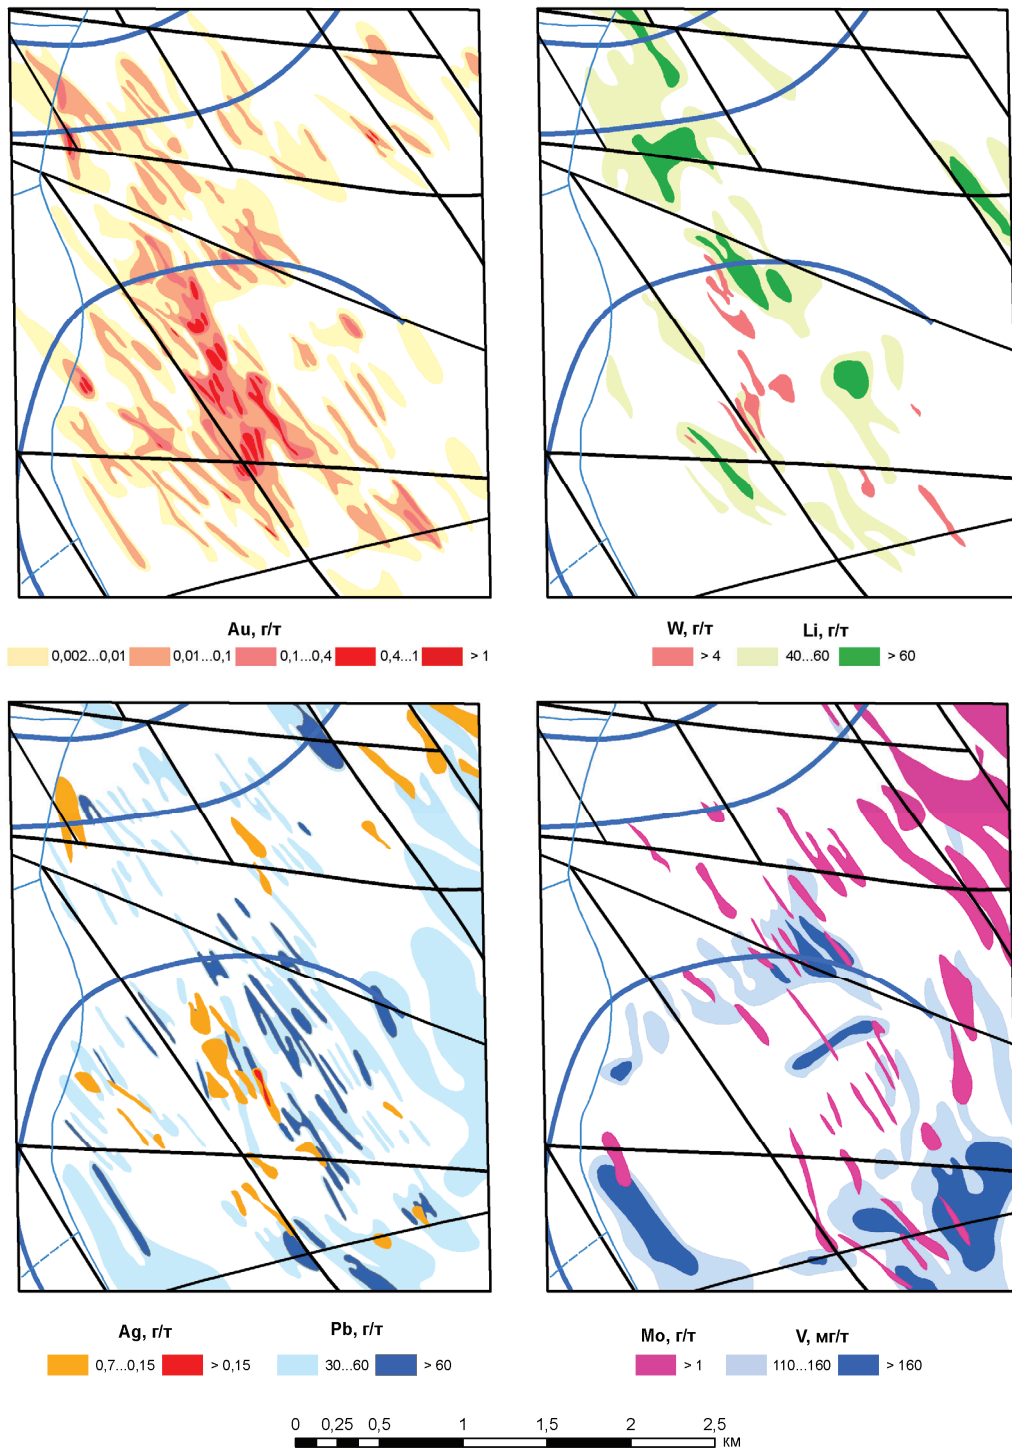 Au, г/т
0,002...0,01 0,01...0,1 0,1...0,4 0,4...1 > 1
W, г/т Li, г/т
> 4 40...60 > 60
Ag, г/т Pb, г/т
0,7...0,15 > 0,15 30...60 > 60
Mo, г/т V, мг/т
> 1 110...160 > 160
0 0,25 0,5 1 1,5 2 2,5
км